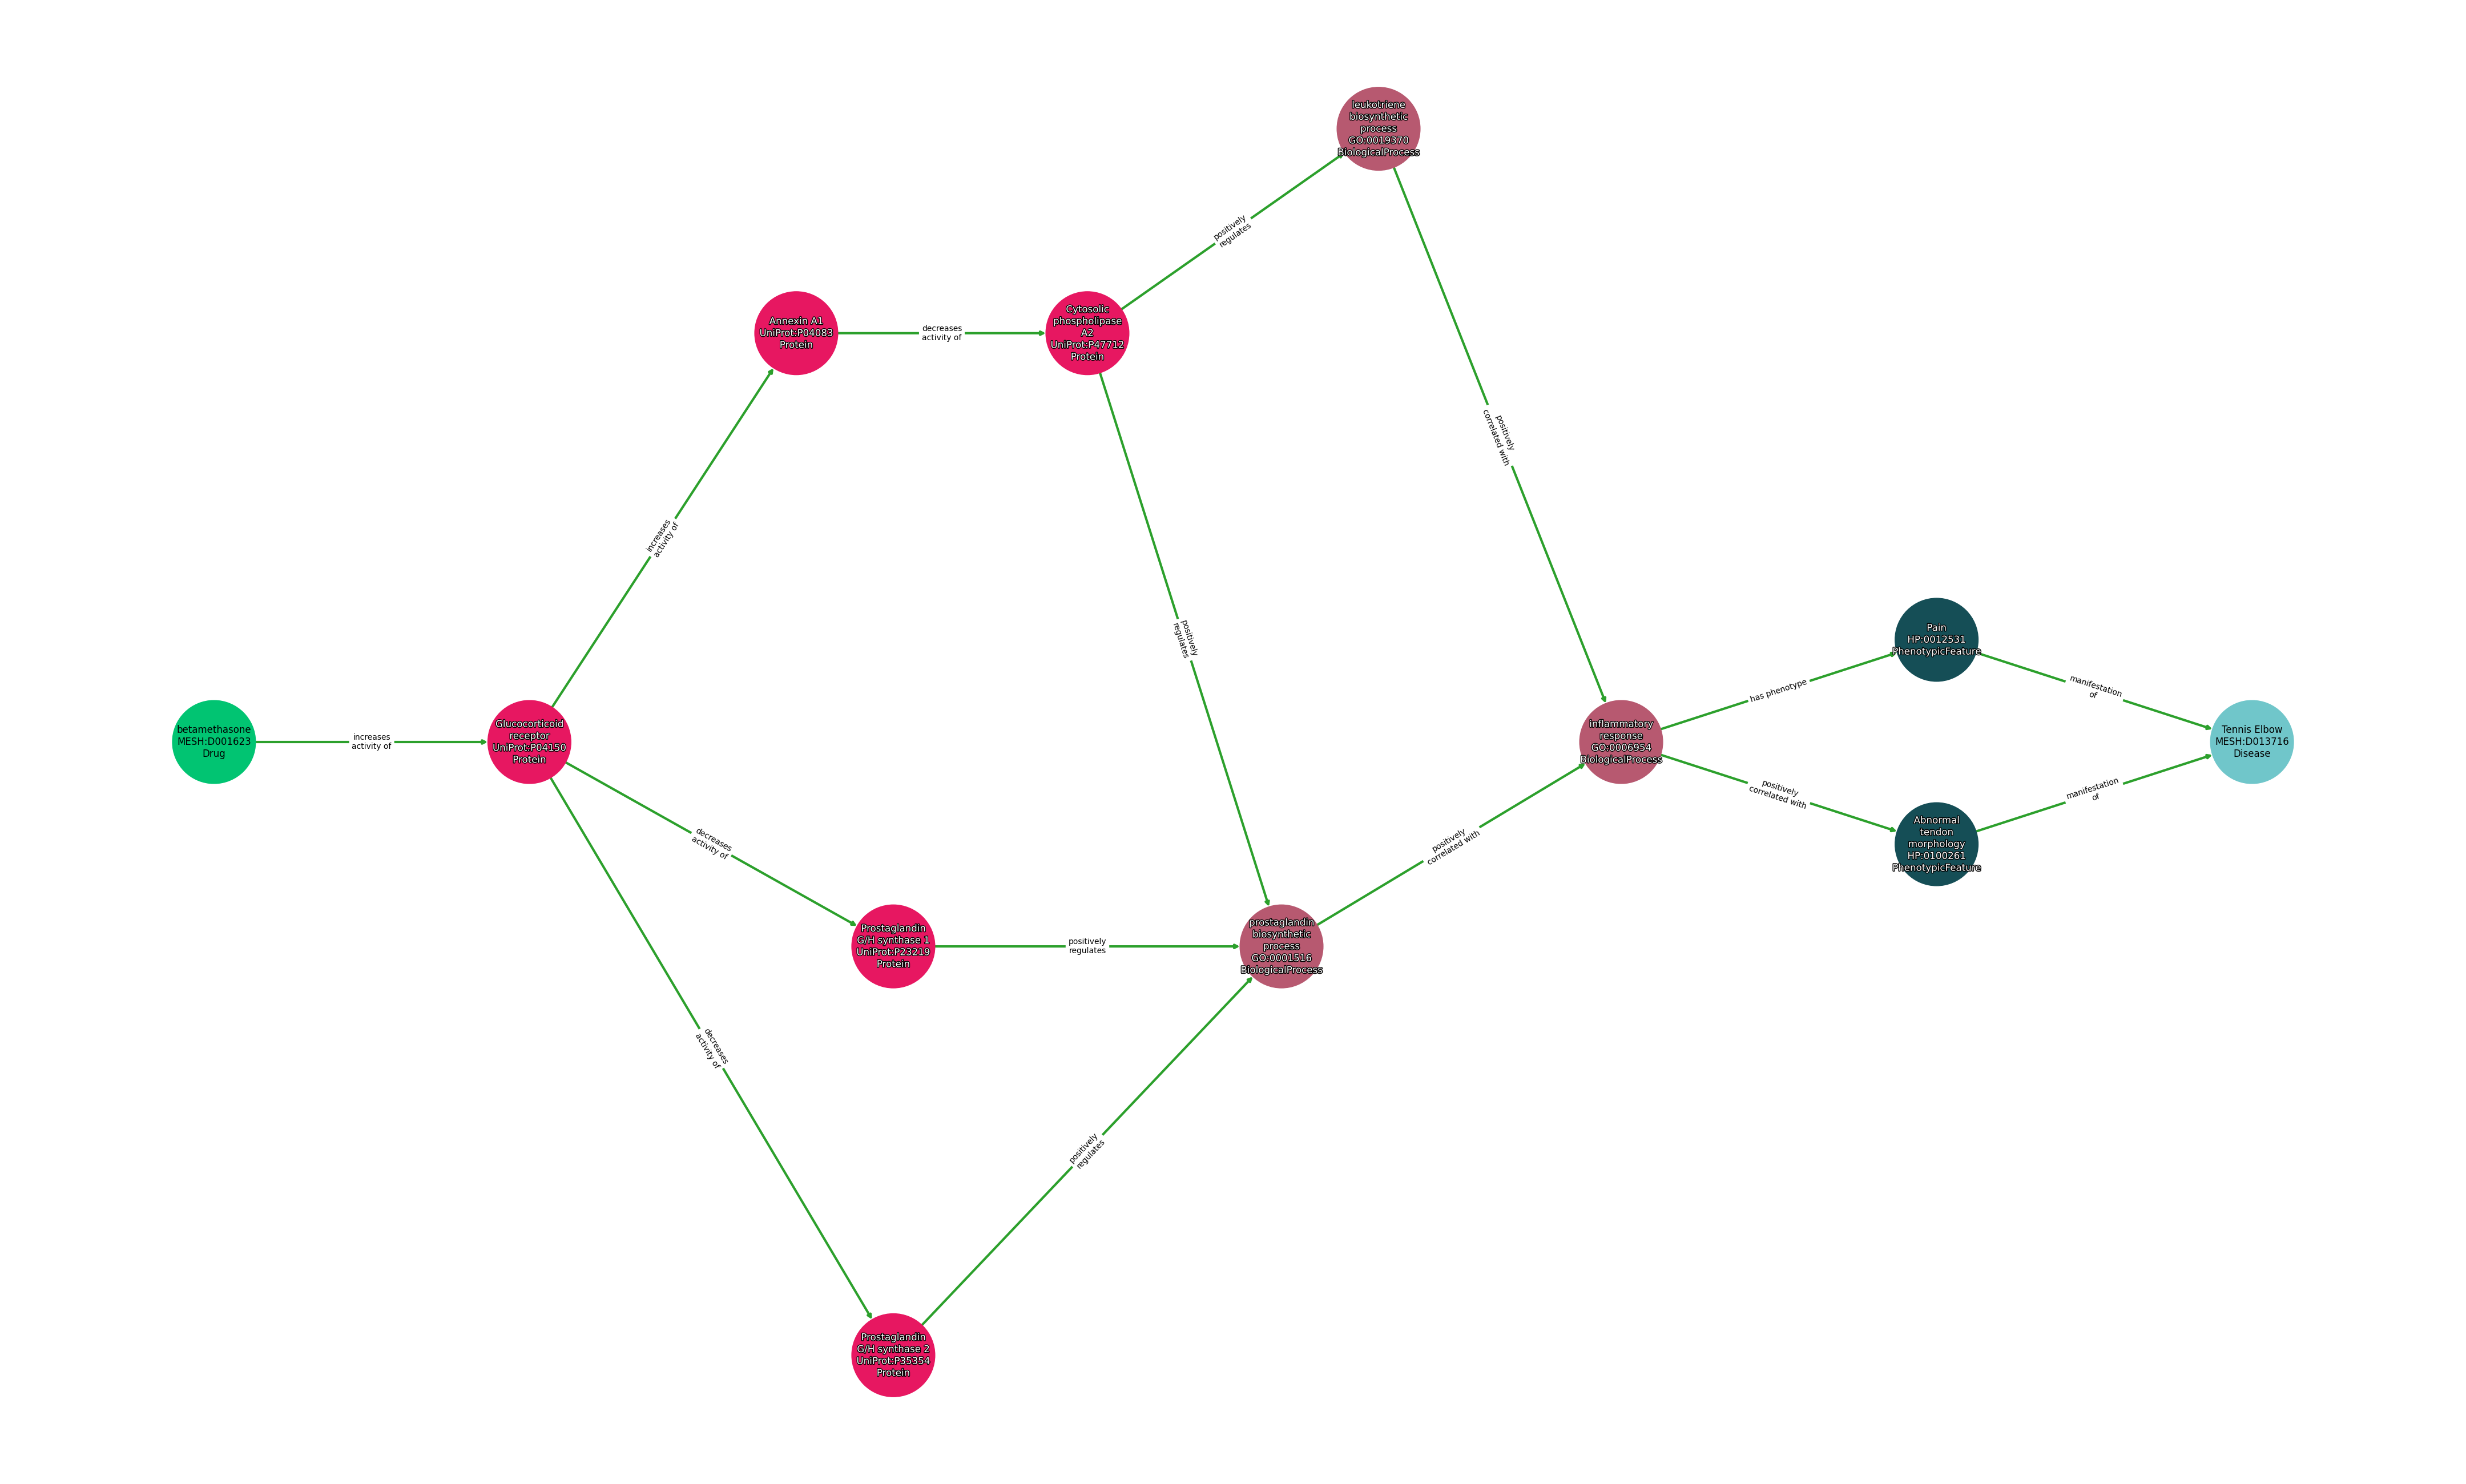 leukotriene
biosynthetic
process
GO:0019370
BiologicalProcess
positively
regulates
Annexin A1
UniProt:P04083
Protein
decreases
activity of
Cytosolic
phospholipase
A2
UniProt:P47712
Protein
positively
correlated with
increases
activity of
positively
regulates
betamethasone
MESH:D001623
Drug
increases
activity of
Glucocorticoid
receptor
UniProt:P04150
Protein
inflammatory
response
GO:0006954
BiologicalProcess
has phenotype
Pain
HP:0012531
PhenotypicFeature
manifestation
of
Tennis Elbow
MESH:D013716
Disease
positively
correlated with
Abnormal
tendon
morphology
HP:0100261
PhenotypicFeature
manifestation
of
decreases
activity of
positively
correlated with
Prostaglandin
G/H synthase 1
UniProt:P23219
Protein
positively
regulates
prostaglandin
biosynthetic
process
GO:0001516
BiologicalProcess
decreases
activity of
positively
regulates
Prostaglandin
G/H synthase 2
UniProt:P35354
Protein